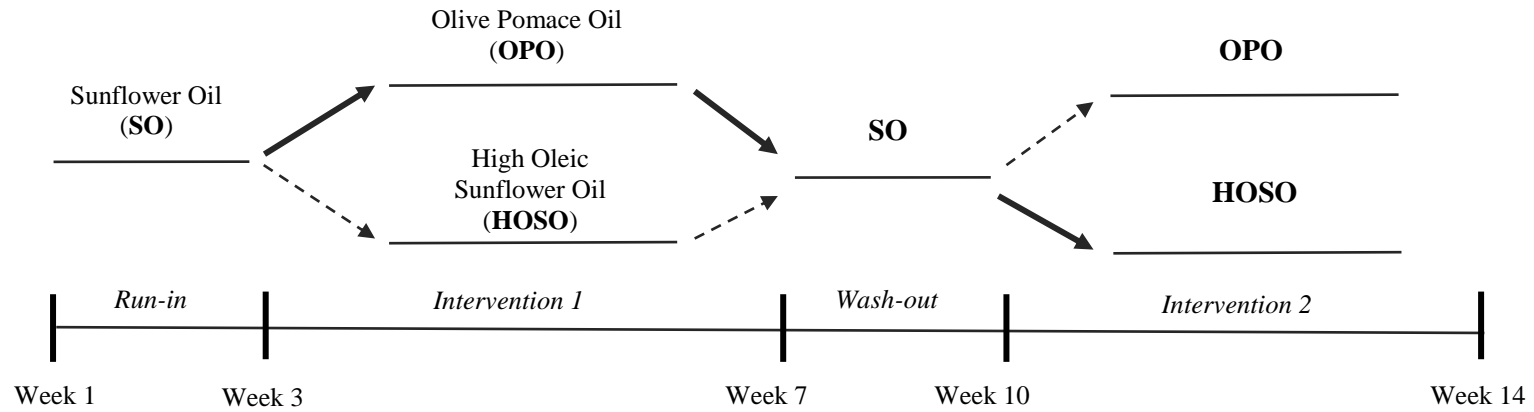 Olive Pomace Oil
(OPO)
Sunflower Oil
(SO)
High Oleic
Sunflower Oil
(HOSO)
SO
OPO
HOSO
Run-in
Intervention 1
Wash-out
Intervention 2
Week 1
Week 3
Week 7
Week 10
Week 14